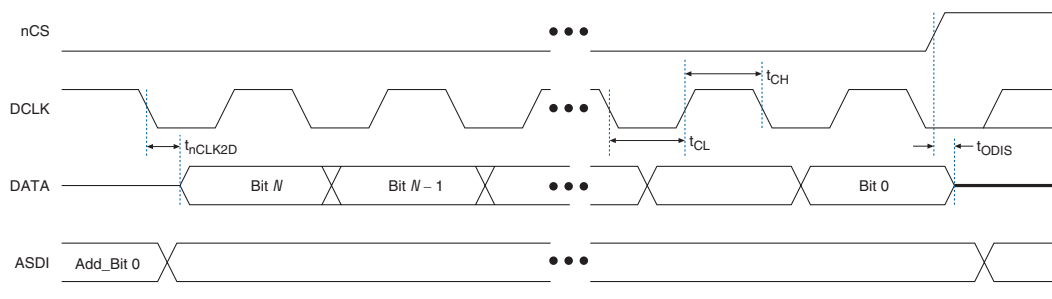 nCS
DCLK
t_CH
t_nCLK2D
t_CL
t_ODIS
DATA
Bit N
Bit N – 1
Bit 0
ASDI
Add_Bit 0